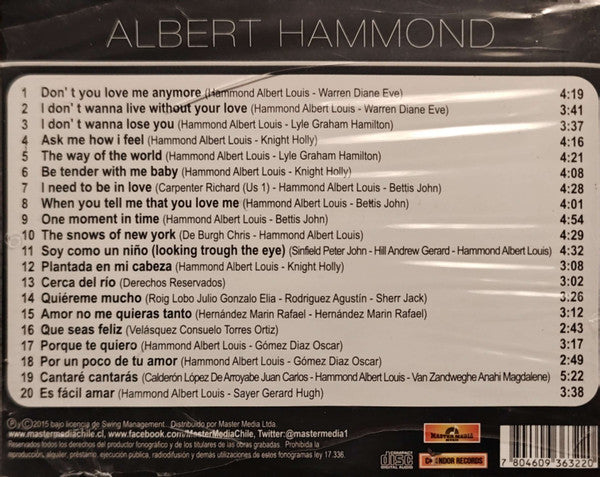 ALBERT HAMMOND
1 Don't you love me anymore (Hammond Albert Louis - Warren Diane Eve) 4:19
2 I don't wanna live without your love (Hammond Albert Louis - Warren Diane Eve) 3:41
3 I don't wanna lose you (Hammond Albert Louis - Lyle Graham Hamilton) 3:37
4 Ask me how i feel (Hammond Albert Louis - Knight Holly) 4:16
5 The way of the world (Hammond Albert Louis - Lyle Graham Hamilton) 4:21
6 Be tender with me baby (Hammond Albert Louis - Knight Holly) 4:08
7 I need to be in love (Carpenter Richard (Us 1) - Hammond Albert Louis - Bettis John) 4:28
8 When you tell me that you love me (Hammond Albert Louis - Bettis John) 4:01
9 One moment in time (Hammond Albert Louis - Bettis John) 4:54
10 The snows of new york (De Burgh Chris - Hammond Albert Louis) 4:29
11 Soy como un niño (looking trough the eye) (Sinfield Peter John - Hill Andrew Gerard - Hammond Albert Louis) 4:32
12 Plantada en mi cabeza (Hammond Albert Louis - Knight Holly) 3:08
13 Cerca del río (Derechos Reservados) 3:02
14 Quiéreme mucho (Roig Lobo Julio Gonzalo Elia - Rodriguez Agustín - Sherr Jack) 3:26
15 Amor no me quieras tanto (Hernández Marin Rafael - Hernández Marin Rafael) 3:12
16 Que seas feliz (Velásquez Consuelo Torres Ortiz) 2:43
17 Porque te quiero (Hammond Albert Louis - Gómez Diaz Oscar) 3:17
18 Por un poco de tu amor (Hammond Albert Louis - Gómez Diaz Oscar) 2:49
19 Cantaré cantarás (Calderón López De Arroyabe Juan Carlos - Hammond Albert Louis - Van Zandweghe Anahi Magdalene) 5:22
20 Es fácil amar (Hammond Albert Louis - Sayer Gerard Hugh) 3:38
℗ y © 2015 bajo licencia de Swing Management. Distribuido por Master Media Ltda.
www.mastermediachile.cl, www.facebook.com/MasterMediaChile, Twitter:@mastermedia1
Reservados todos los derechos del productor fonográfico y de los titulares de las obras grabadas. Prohibida la
reproducción, alquiler, préstamo, canje, ejecución publica, radiodifusión y demás utilizaciones de estos fonogramas ley 17.336.
COMPACT
disc
DIGITAL AUDIO
MASTER MEDIA
CHENDOR RECORDS
7 804609 363220